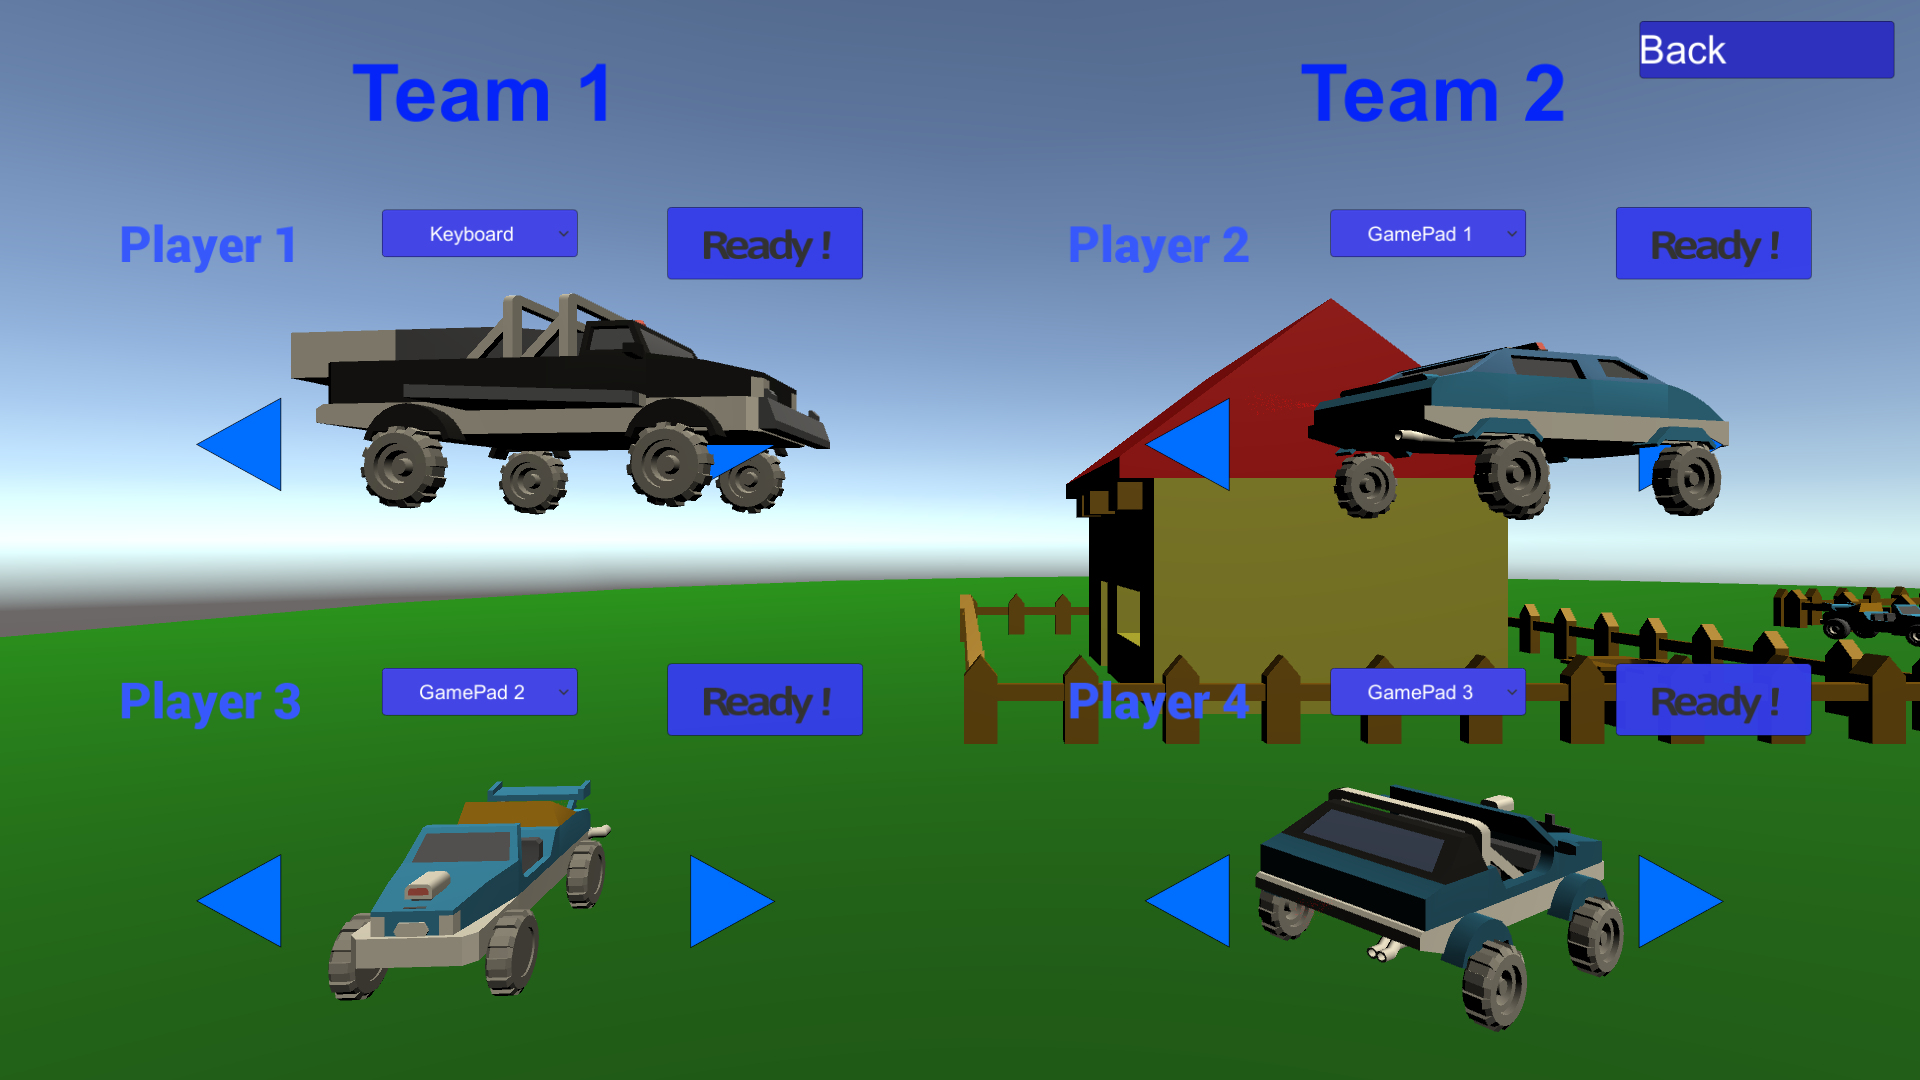 Team 1
Team 2
Back
Player 1
Keyboard
Ready !
Player 2
GamePad 1
Ready !
Player 3
GamePad 2
Ready !
Player 4
GamePad 3
Ready !